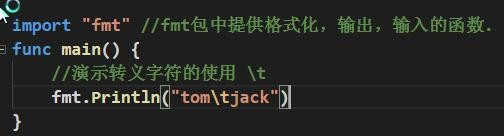 import "fmt" //fmt包中提供格式化，输出，输入的函数.
func main() {
//演示转义字符的使用 \t
fmt.Println("tom\tjack")
}